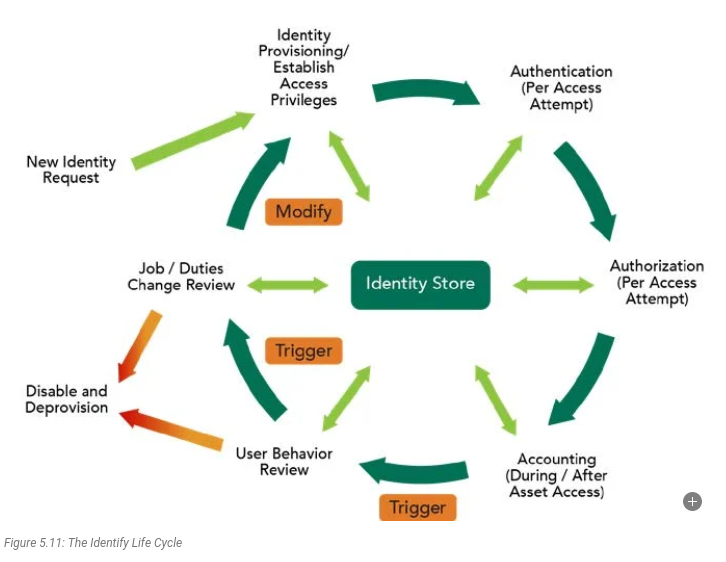 Identity
Provisioning/
Establish
Access
Privileges
Authentication
(Per Access
Attempt)
New Identity
Request
Modify
Job / Duties
Change Review
Identity Store
Authorization
(Per Access
Attempt)
Trigger
Disable and
Deprovision
User Behavior
Review
Accounting
(During / After
Asset Access)
Trigger
Figure 5.11: The Identify Life Cycle